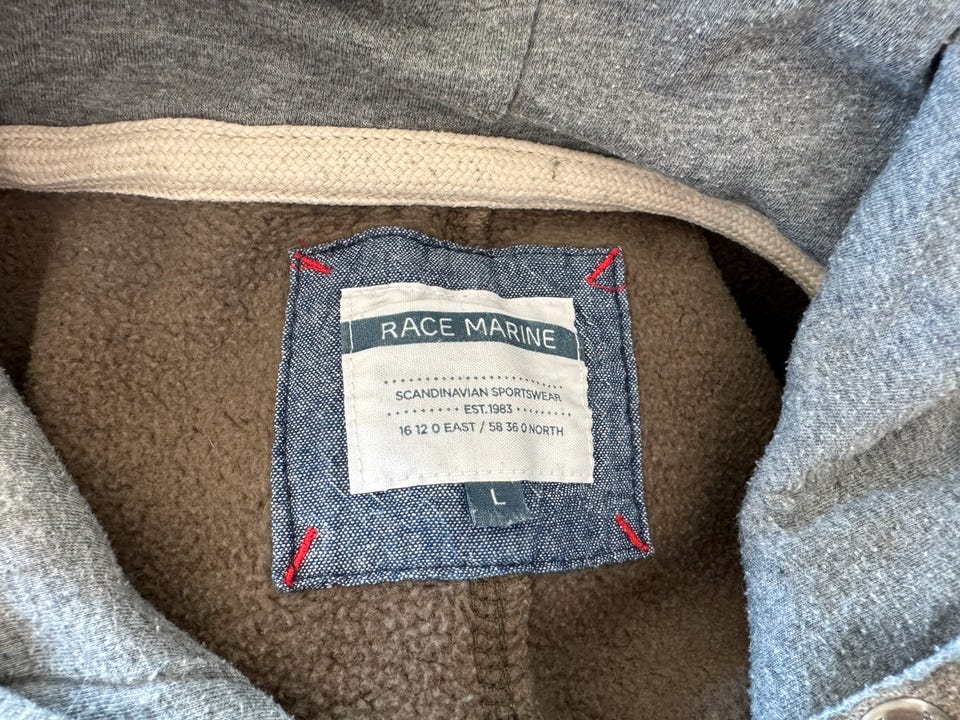 RACE MARINE
SCANDINAVIAN SPORTSWEAR
EST.1983
16 12 0 EAST / 58 36 0 NORTH
L